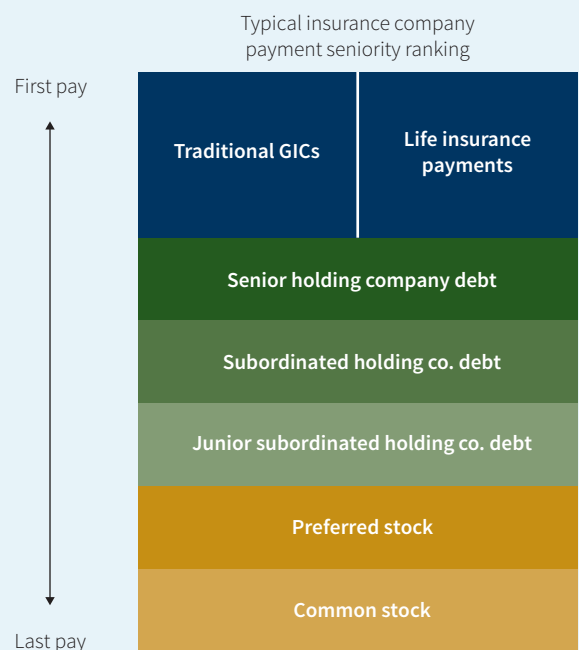 Typical insurance company
payment seniority ranking
First pay
Traditional GICs
Life insurance
payments
Senior holding company debt
Subordinated holding co. debt
Junior subordinated holding co. debt
Preferred stock
Common stock
Last pay